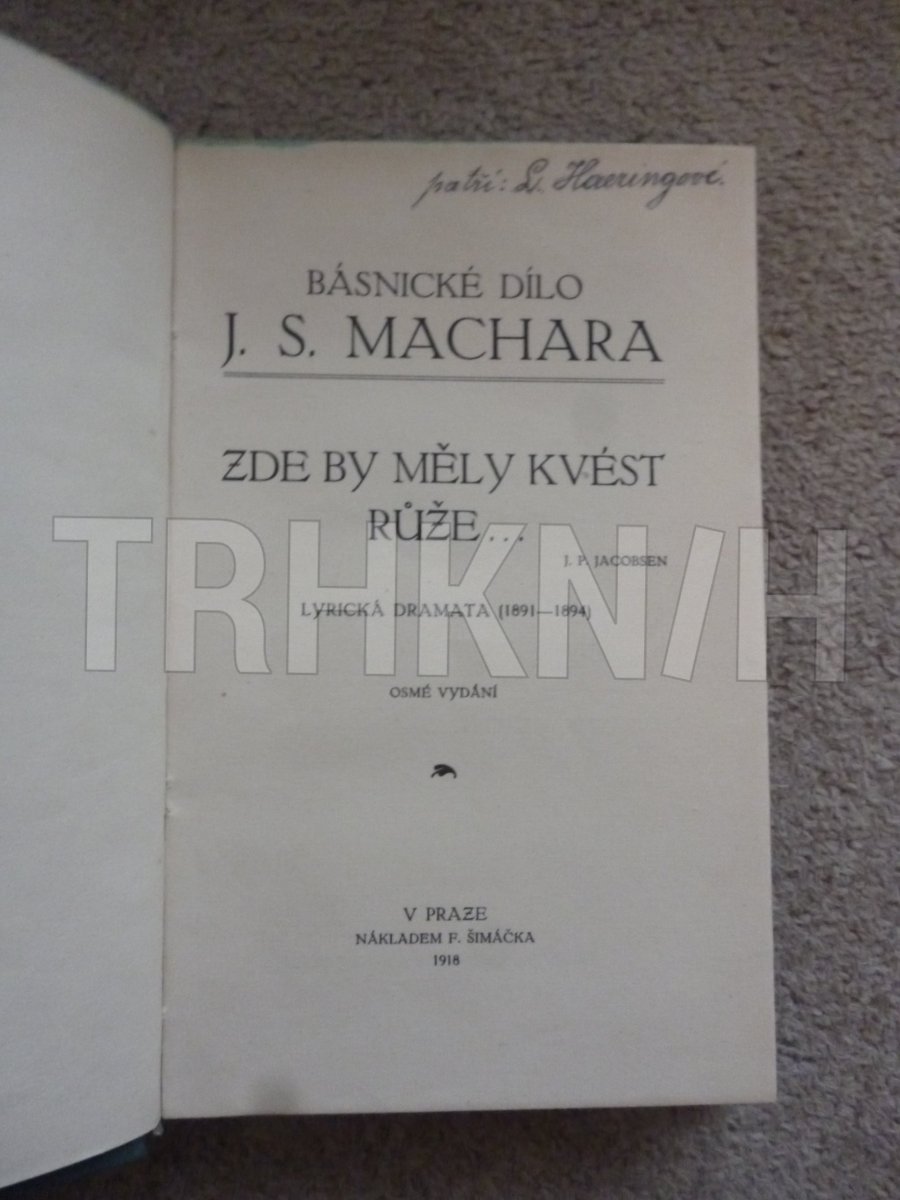 patří: L. Haeringové.
BÁSNICKÉ DÍLO
J. S. MACHARA
ZDE BY MĚLY KVÉST
RŮŽE...
J. P. JACOBSEN
LYRICKÁ DRAMATA (1891—1894)
TRHKNIH
OSMÉ VYDÁNÍ
V PRAZE
NÁKLADEM F. ŠIMÁČKA
1918